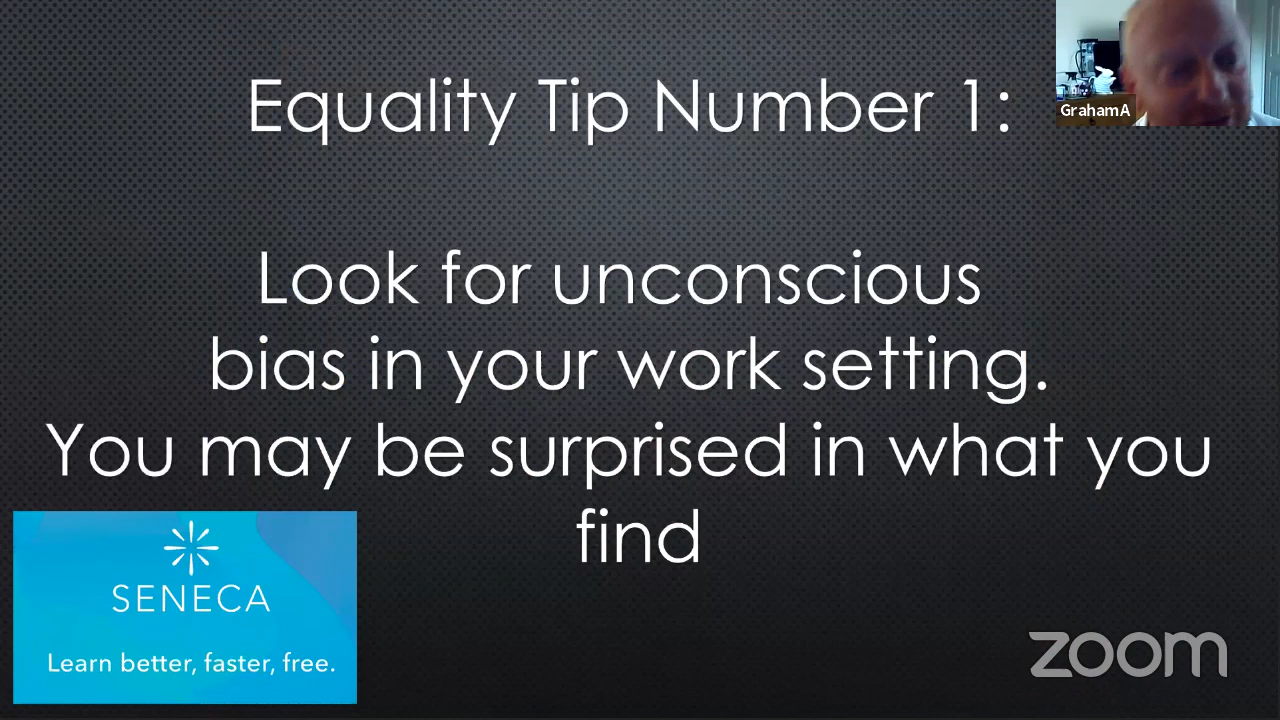 Equality Tip Number 1:
GrahamA
Look for unconscious
bias in your work setting.
You may be surprised in what you
find
SENECA
Learn better, faster, free.
zoom